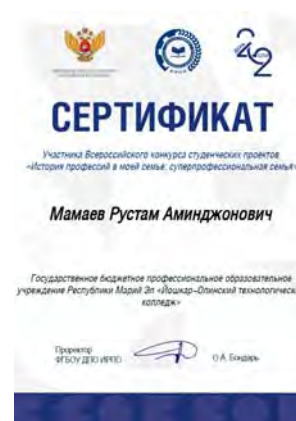 СЕРТИФИКАТ
Участника Всероссийского конкурса студенческих проектов
«История профессий в моей семье: суперпрофессиональная семья»
Мамаев Рустам Аминджонович
Государственное бюджетное профессиональное образовательное
учреждение Республики Марий Эл «Йошкар-Олинский технологический
колледж»
Проректор
ФГБОУ ДПО ИРПО
О.А. Бондарь